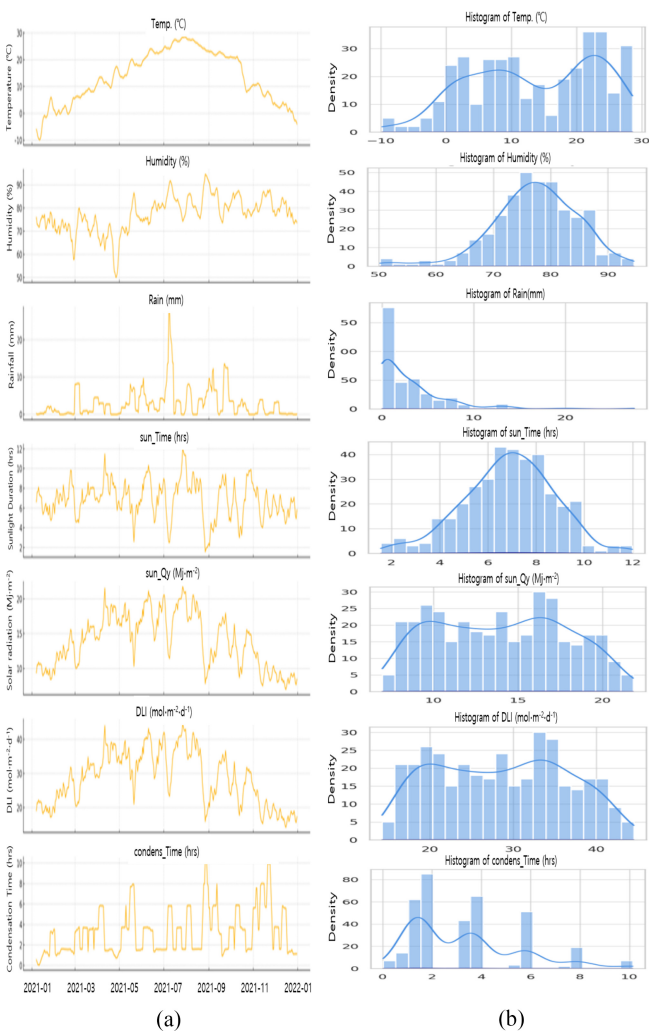 Temp. (℃)
Temperature (℃)
30
20
10
0
-10
Humidity (%)
Humidity (%)
90
80
70
60
50
Rain (mm)
Rainfall (mm)
20
10
0
sun_Time (hrs)
Sunlight Duration (hrs)
12
10
8
6
4
2
sun_Qy (Mj·m⁻²)
Solar radiation (Mj·m⁻²)
20
15
10
DLI (mol·m⁻²·d⁻¹)
DLI (mol·m⁻²·d⁻¹)
40
30
20
condens_Time (hrs)
Condensation Time (hrs)
10
8
6
4
2
0
2021-01 2021-03 2021-05 2021-07 2021-09 2021-11 2022-01
(a)
Histogram of Temp. (℃)
Density
30
20
10
0
−10 0 10 20 30
Histogram of Humidity (%)
Density
50
40
30
20
10
0
50 60 70 80 90
Histogram of Rain(mm)
Density
50
00
50
0
0 10 20
Histogram of sun_Time (hrs)
Density
40
30
20
10
0
2 4 6 8 10 12
Histogram of sun_Qy (Mj·m⁻²)
Density
30
25
20
15
10
5
0
10 15 20
Histogram of DLI (mol·m⁻²·d⁻¹)
Density
30
25
20
15
10
5
0
20 30 40
Histogram of condens_Time (hrs)
Density
80
60
40
20
0
0 2 4 6 8 10
(b)